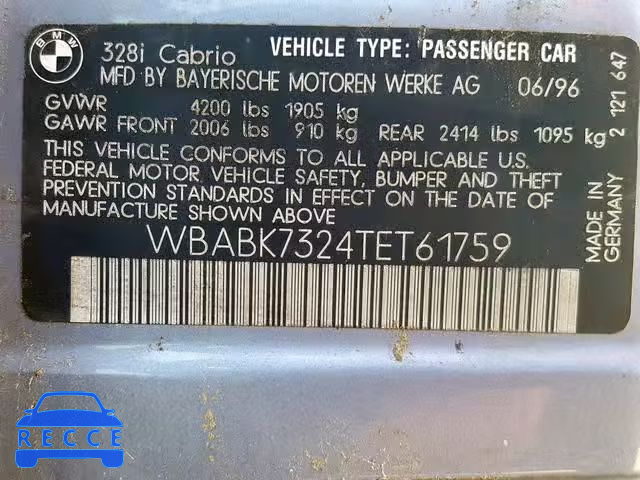 BMW
328i Cabrio VEHICLE TYPE: PASSENGER CAR
MFD BY BAYERISCHE MOTOREN WERKE AG 06/96
GVWR 4200 lbs 1905 kg
GAWR FRONT 2006 lbs 910 kg REAR 2414 lbs 1095 kg
THIS VEHICLE CONFORMS TO ALL APPLICABLE U.S.
FEDERAL MOTOR VEHICLE SAFETY, BUMPER AND THEFT
PREVENTION STANDARDS IN EFFECT ON THE DATE OF
MANUFACTURE SHOWN ABOVE
WBABK7324TET61759
MADE IN
GERMANY
2 121 647
RECCE